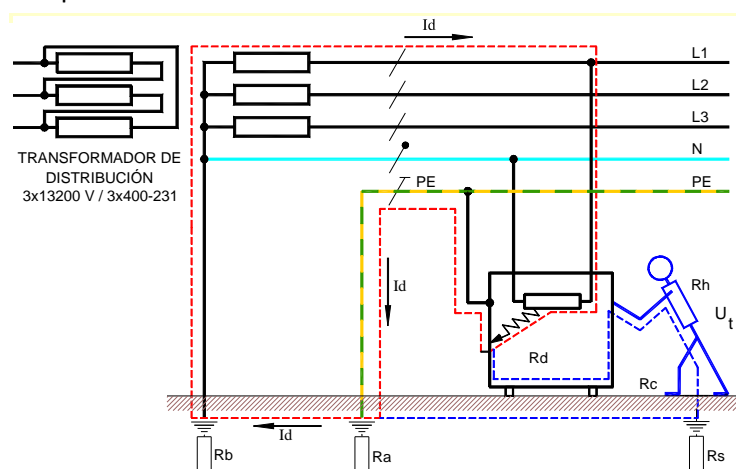 Id
L1
L2
L3
N
PE
PE
TRANSFORMADOR DE
DISTRIBUCIÓN
3x13200 V / 3x400-231
Id
Rh
Ut
Rd
Rc
Id
Rb
Ra
Rs